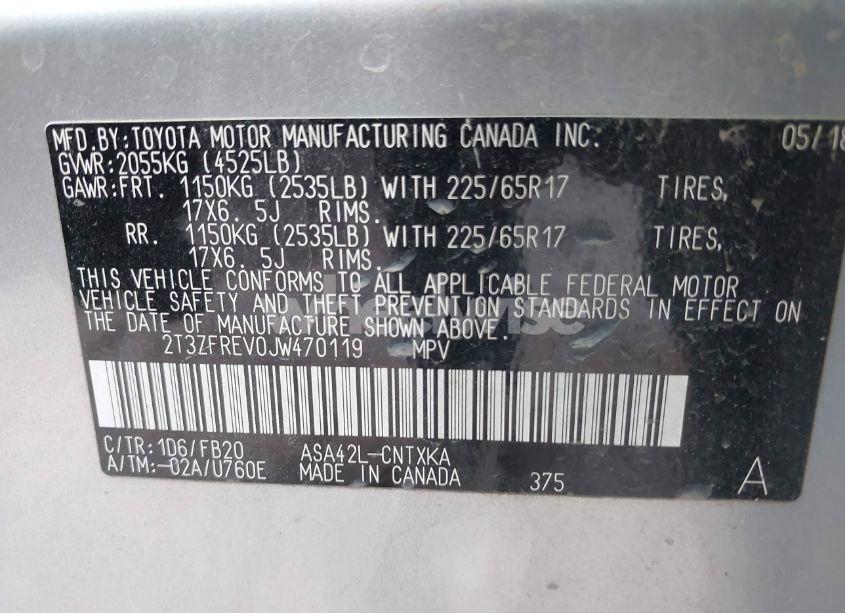 MFD.BY:TOYOTA MOTOR MANUFACTURING CANADA INC. 05/18
GVWR:2055KG (4525LB)
GAWR:FRT. 1150KG (2535LB) WITH 225/65R17 TIRES,
17X6.5J RIMS.
RR. 1150KG (2535LB) WITH 225/65R17 TIRES,
17X6.5J RIMS.
THIS VEHICLE CONFORMS TO ALL APPLICABLE FEDERAL MOTOR
VEHICLE SAFETY AND THEFT PREVENTION STANDARDS IN EFFECT ON
THE DATE OF MANUFACTURE SHOWN ABOVE.
2T3ZFREV0JW470119 MPV
C/TR:1D6/FB20 ASA42L-CNTXKA
A/TM:-02A/U760E MADE IN CANADA 375 A